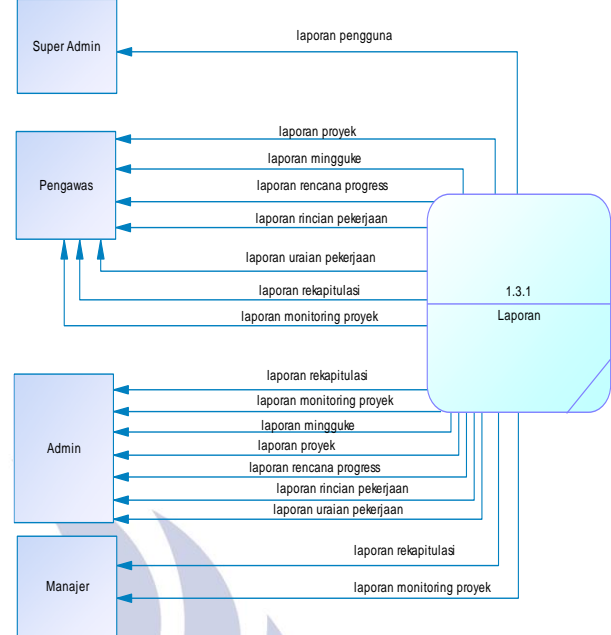 laporan pengguna
Super Admin
laporan proyek
laporan mingguke
Pengawas
laporan rencana progress
laporan rincian pekerjaan
laporan uraian pekerjaan
laporan rekapitulasi
1.3.1
laporan monitoring proyek
Laporan
laporan rekapitulasi
laporan monitoring proyek
laporan mingguke
Admin
laporan proyek
laporan rencana progress
laporan rincian pekerjaan
laporan uraian pekerjaan
laporan rekapitulasi
Manajer
laporan monitoring proyek